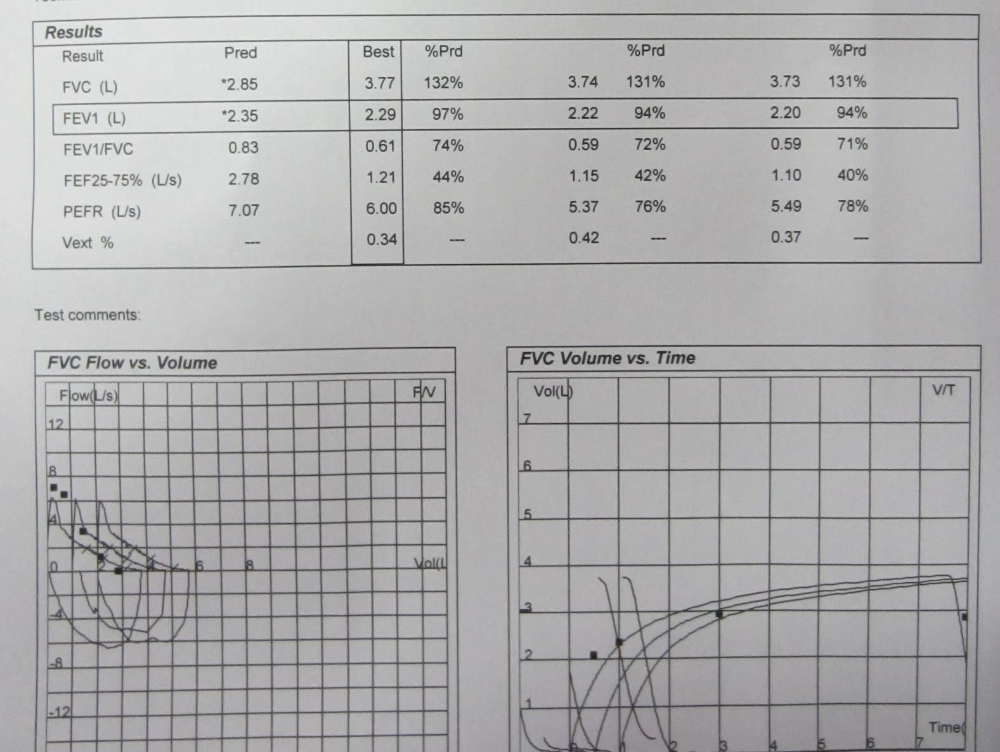 Results
Result Pred Best %Prd %Prd %Prd
FVC (L) *2.85 3.77 132% 3.74 131% 3.73 131%
FEV1 (L) *2.35 2.29 97% 2.22 94% 2.20 94%
FEV1/FVC 0.83 0.61 74% 0.59 72% 0.59 71%
FEF25-75% (L/s) 2.78 1.21 44% 1.15 42% 1.10 40%
PEFR (L/s) 7.07 6.00 85% 5.37 76% 5.49 78%
Vext % --- 0.34 --- 0.42 --- 0.37 ---
Test comments:
FVC Flow vs. Volume
Flow(L/s) F/V
12
8
4
0 2 4 6 8 Vol(L
-4
-8
-12
FVC Volume vs. Time
Vol(L) V/T
7
6
5
4
3
2
1
Time(
0 1 2 3 4 5 6 7